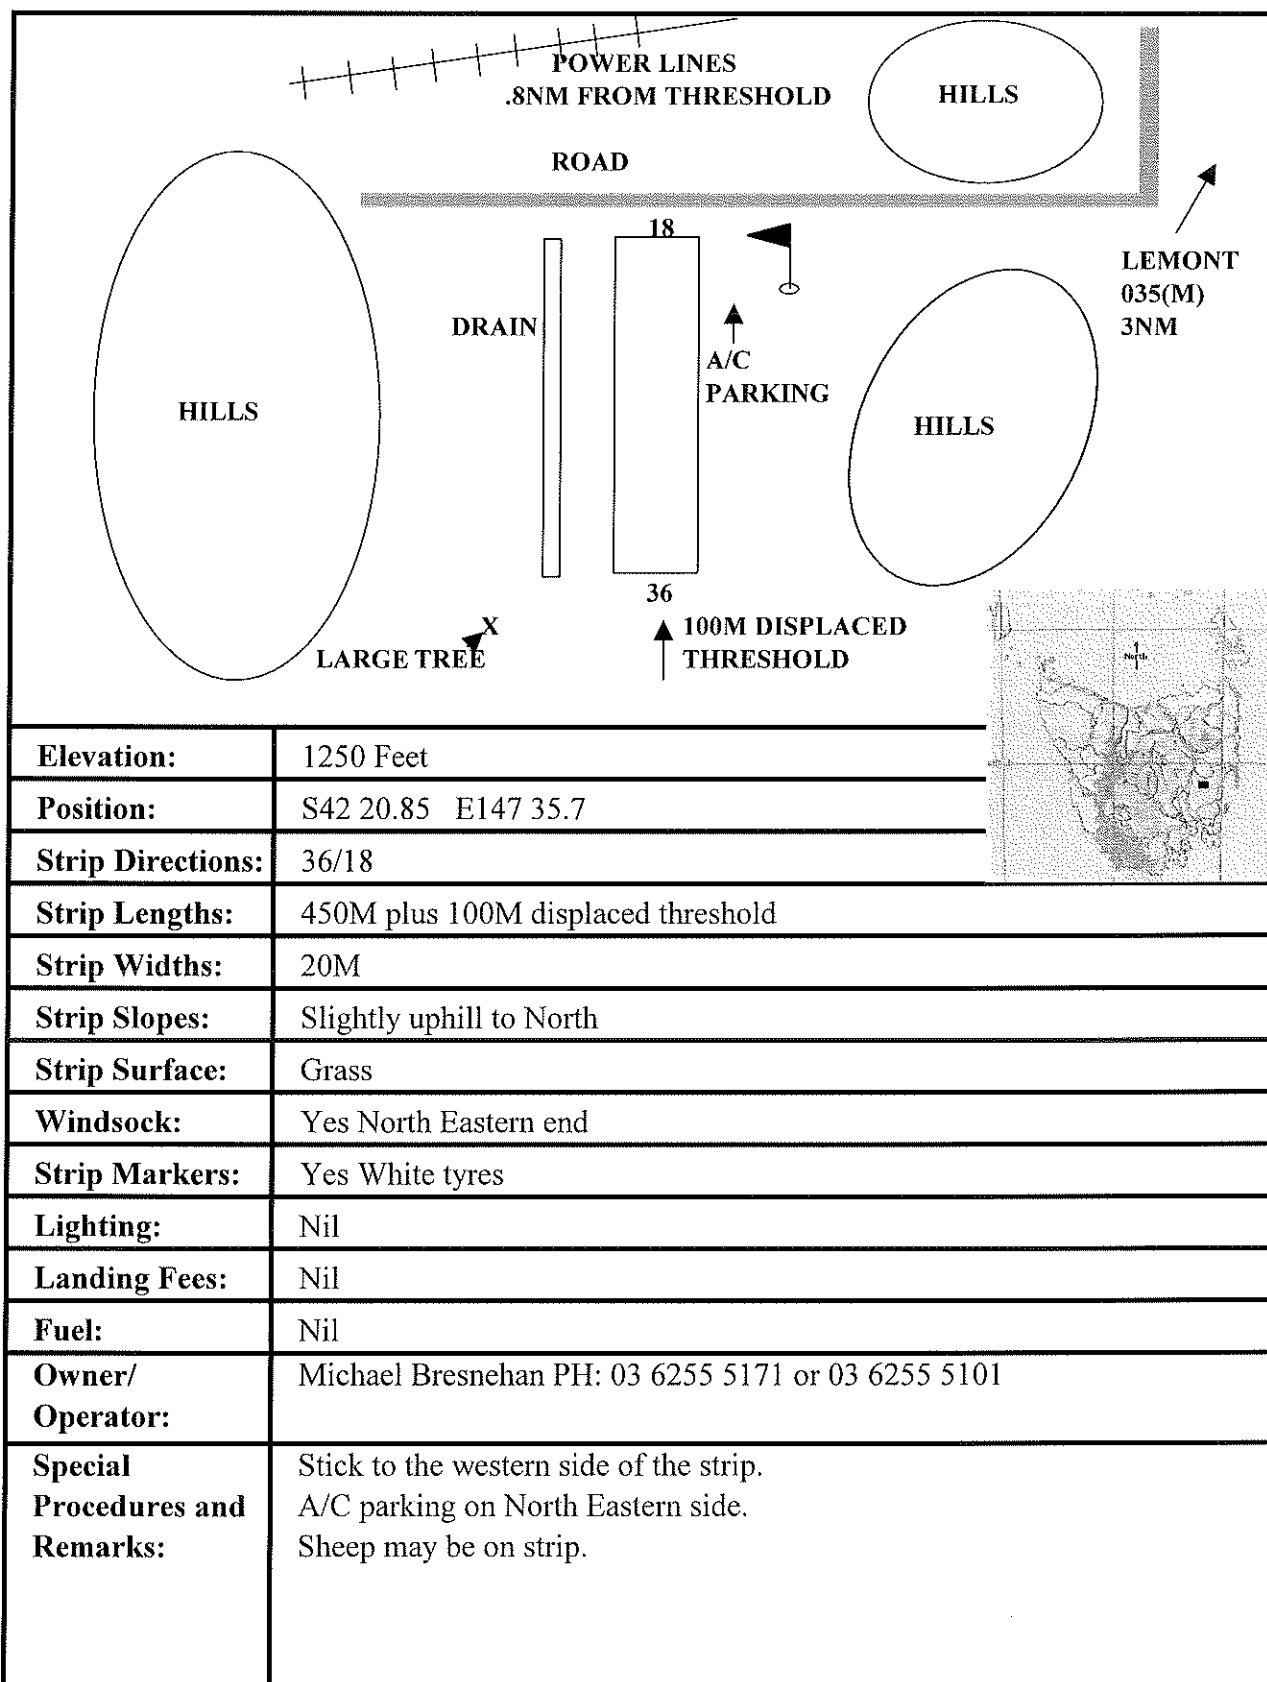 POWER LINES
.8NM FROM THRESHOLD
HILLS
ROAD
18
LEMONT
035(M)
3NM
DRAIN
A/C
PARKING
HILLS
HILLS
36
X
LARGE TREE
100M DISPLACED
THRESHOLD
North
Elevation: 1250 Feet
Position: S42 20.85 E147 35.7
Strip Directions: 36/18
Strip Lengths: 450M plus 100M displaced threshold
Strip Widths: 20M
Strip Slopes: Slightly uphill to North
Strip Surface: Grass
Windsock: Yes North Eastern end
Strip Markers: Yes White tyres
Lighting: Nil
Landing Fees: Nil
Fuel: Nil
Owner/ Michael Bresnehan PH: 03 6255 5171 or 03 6255 5101
Operator:
Special Stick to the western side of the strip.
Procedures and A/C parking on North Eastern side.
Remarks: Sheep may be on strip.